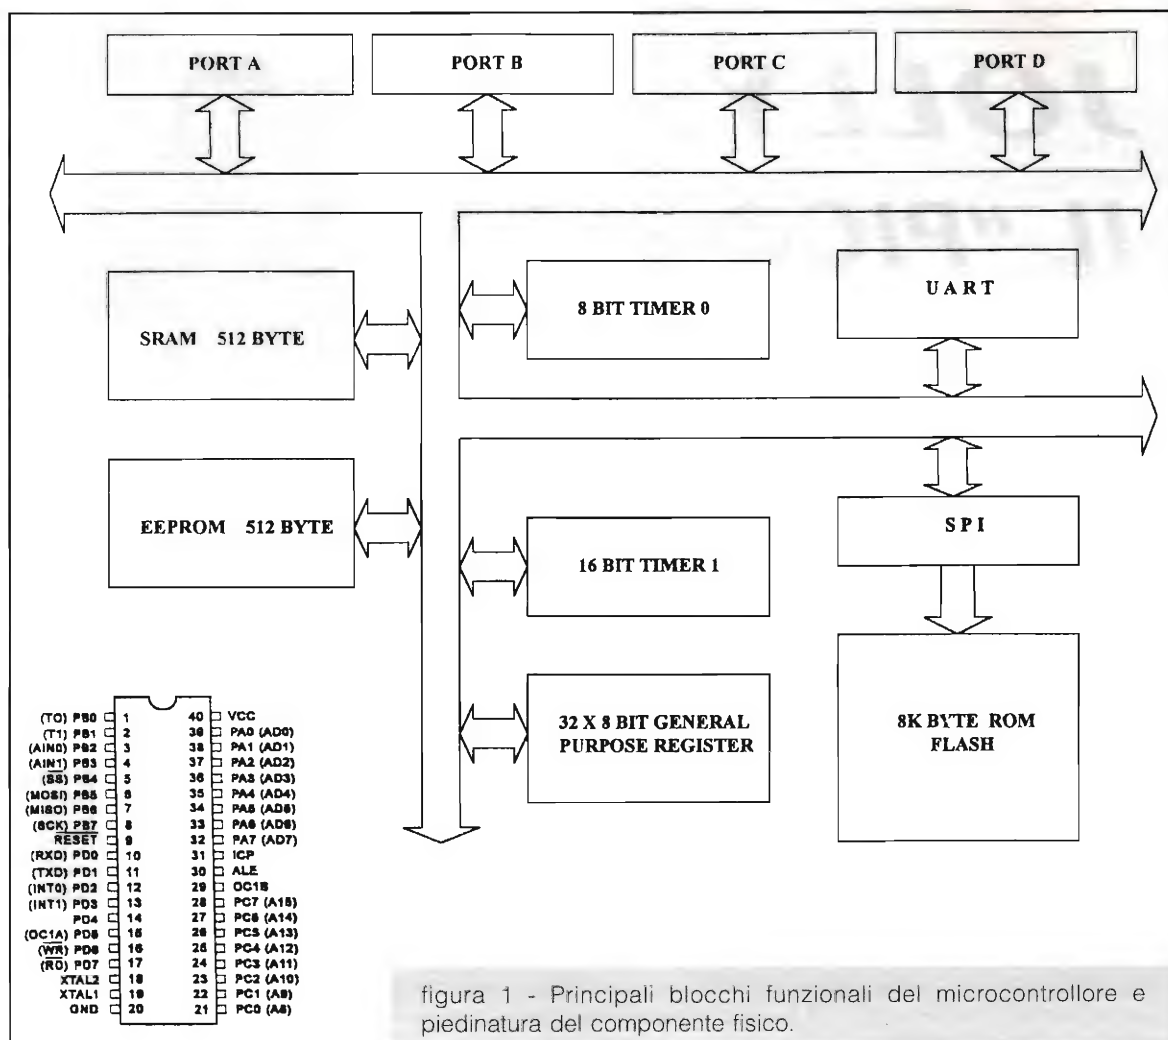 PORT A
PORT B
PORT C
PORT D
SRAM 512 BYTE
8 BIT TIMER 0
UART
EEPROM 512 BYTE
16 BIT TIMER 1
SPI
32 X 8 BIT GENERAL
PURPOSE REGISTER
8K BYTE ROM
FLASH
(TO) PB0 1 40 VCC
(T1) PB1 2 39 PA0 (AD0)
(AIN0) PB2 3 38 PA1 (AD1)
(AIN1) PB3 4 37 PA2 (AD2)
(SS) PB4 5 36 PA3 (AD3)
(MOSI) PB5 6 35 PA4 (AD4)
(MISO) PB6 7 34 PA5 (AD5)
(SCK) PB7 8 33 PA6 (AD6)
RESET 9 32 PA7 (AD7)
(RXD) PD0 10 31 ICP
(TXD) PD1 11 30 ALE
(INT0) PD2 12 29 OC1B
(INT1) PD3 13 28 PC7 (A15)
PD4 14 27 PC6 (A14)
(OC1A) PD5 15 26 PC5 (A13)
(WR) PD6 16 25 PC4 (A12)
(RD) PD7 17 24 PC3 (A11)
XTAL2 18 23 PC2 (A10)
XTAL1 19 22 PC1 (A9)
GND 20 21 PC0 (A8)
figura 1 - Principali blocchi funzionali del microcontrollore e
piedinatura del componente fisico.